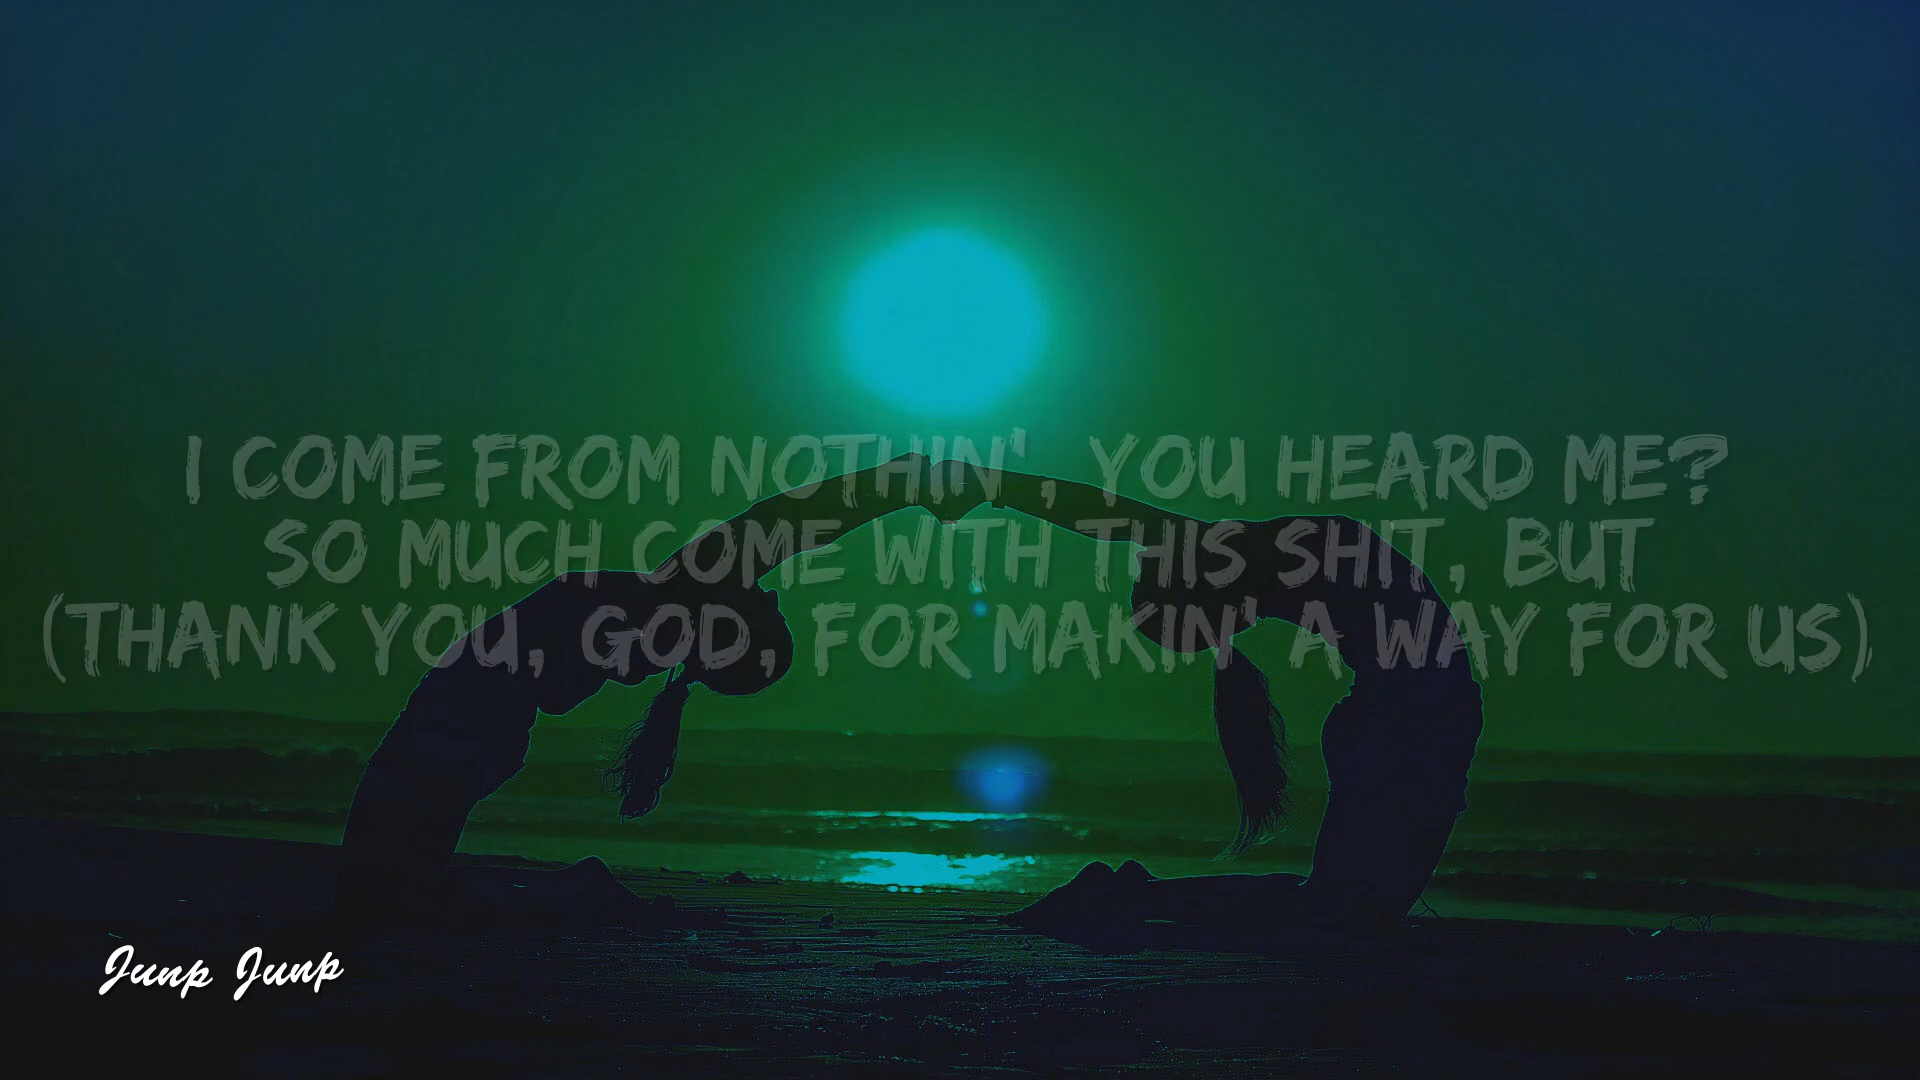 I COME FROM NOTHIN', YOU HEARD ME?
SO MUCH COME WITH THIS SHIT, BUT
(THANK YOU, GOD, FOR MAKIN' A WAY FOR US)
Junp Junp